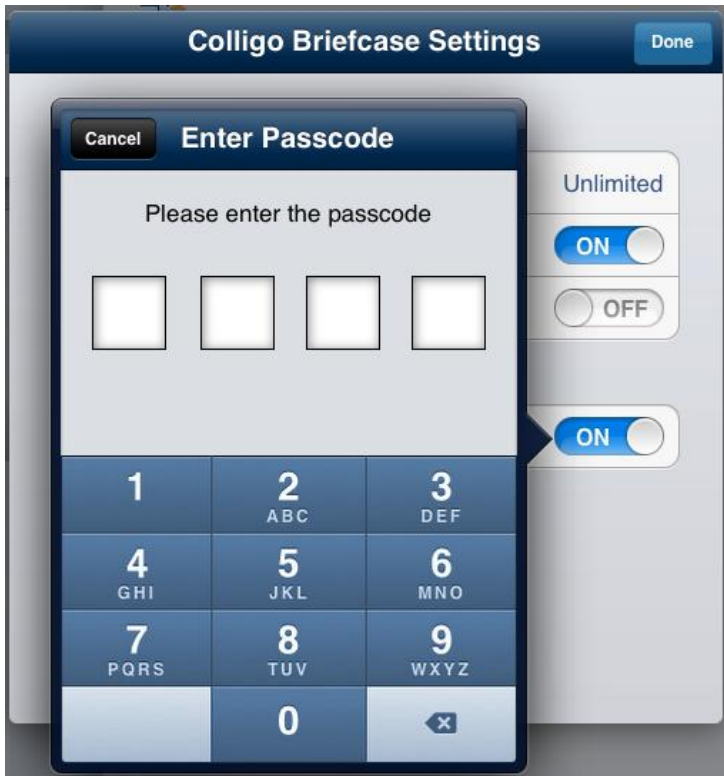 Colligo Briefcase Settings
Done
Cancel
Enter Passcode
Please enter the passcode
Unlimited
ON
OFF
ON
1
2
ABC
3
DEF
4
GHI
5
JKL
6
MNO
7
PQRS
8
TUV
9
WXYZ
0